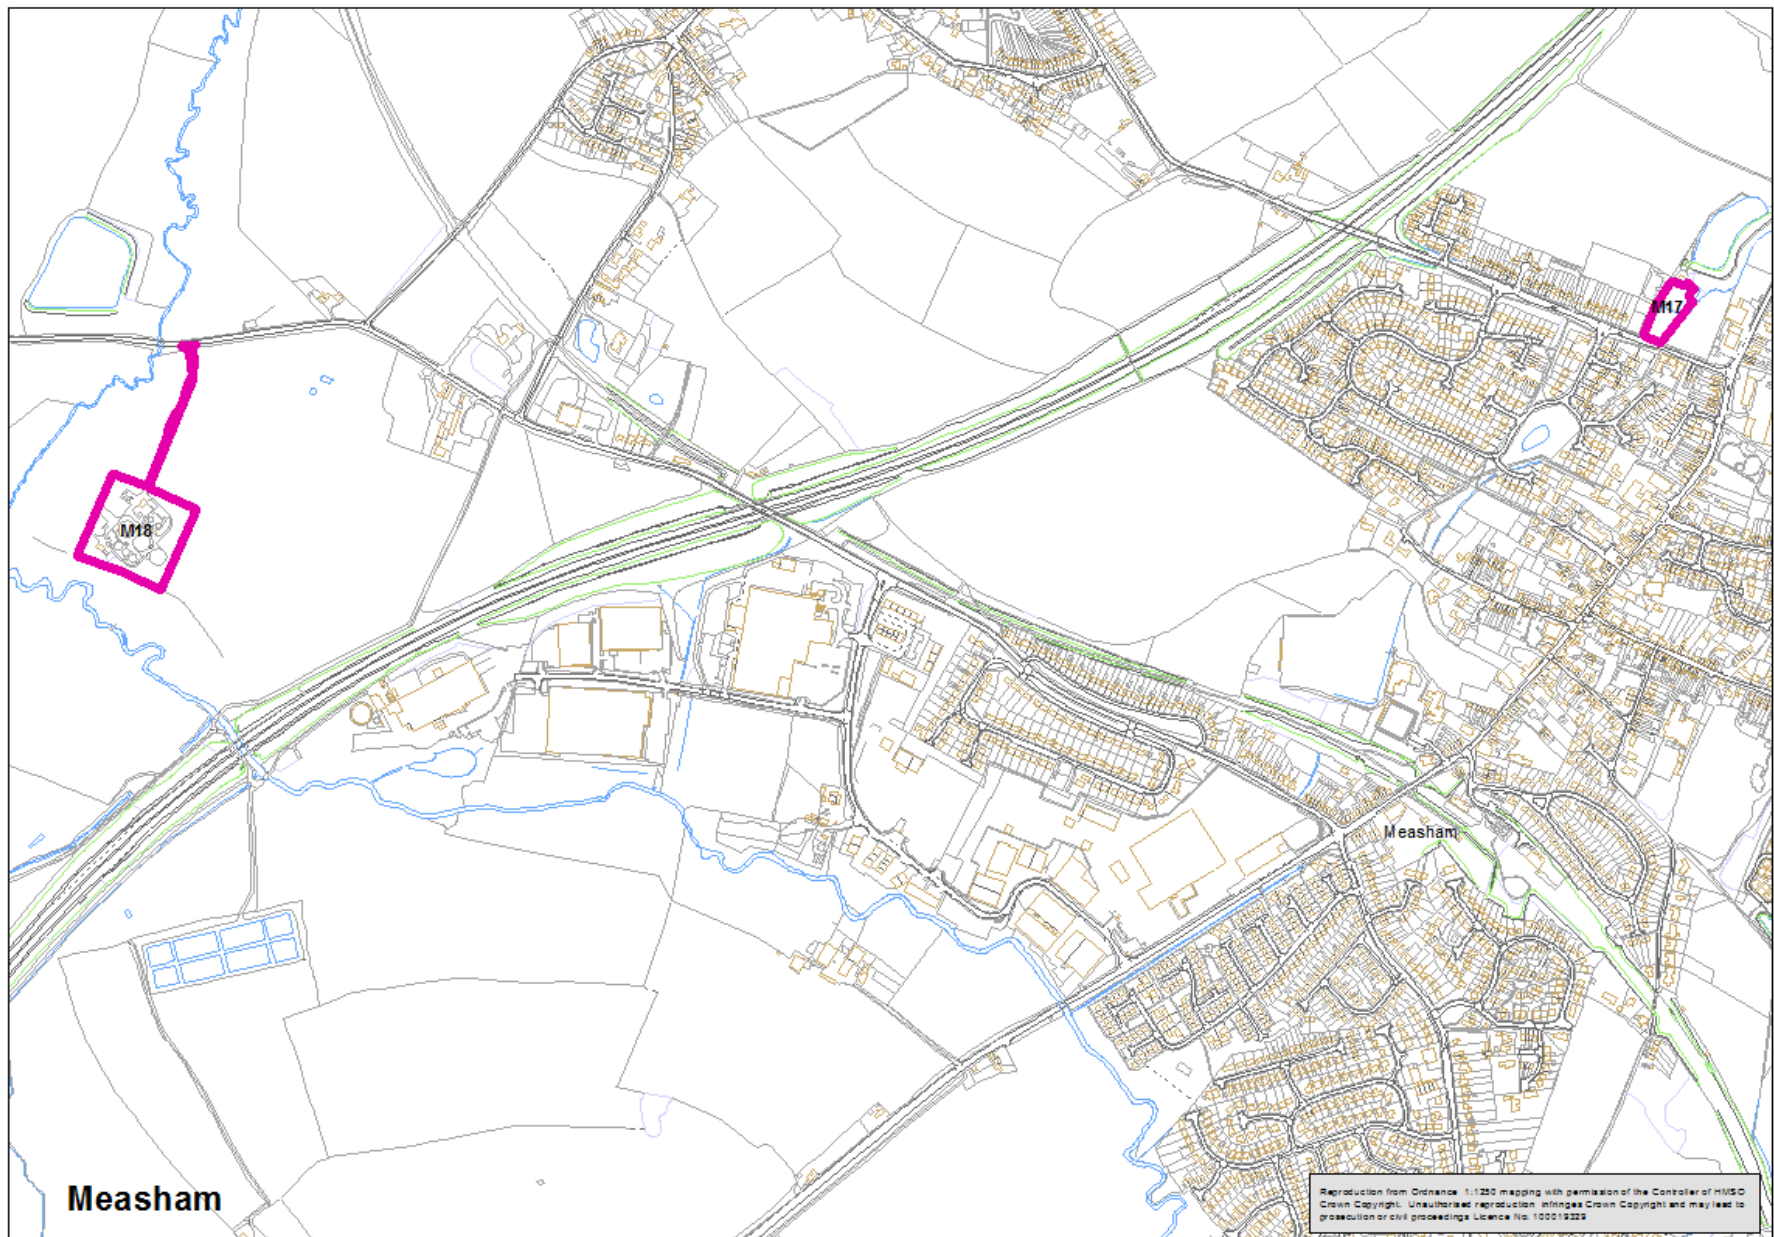 M17
M18
Measham
Measham
Reproduction from Ordnance 1:1250 mapping with permission of the Controller of HMSO
Crown Copyright. Unauthorised reproduction infringes Crown Copyright and may lead to
prosecution or civil proceedings Licence No: 100019329